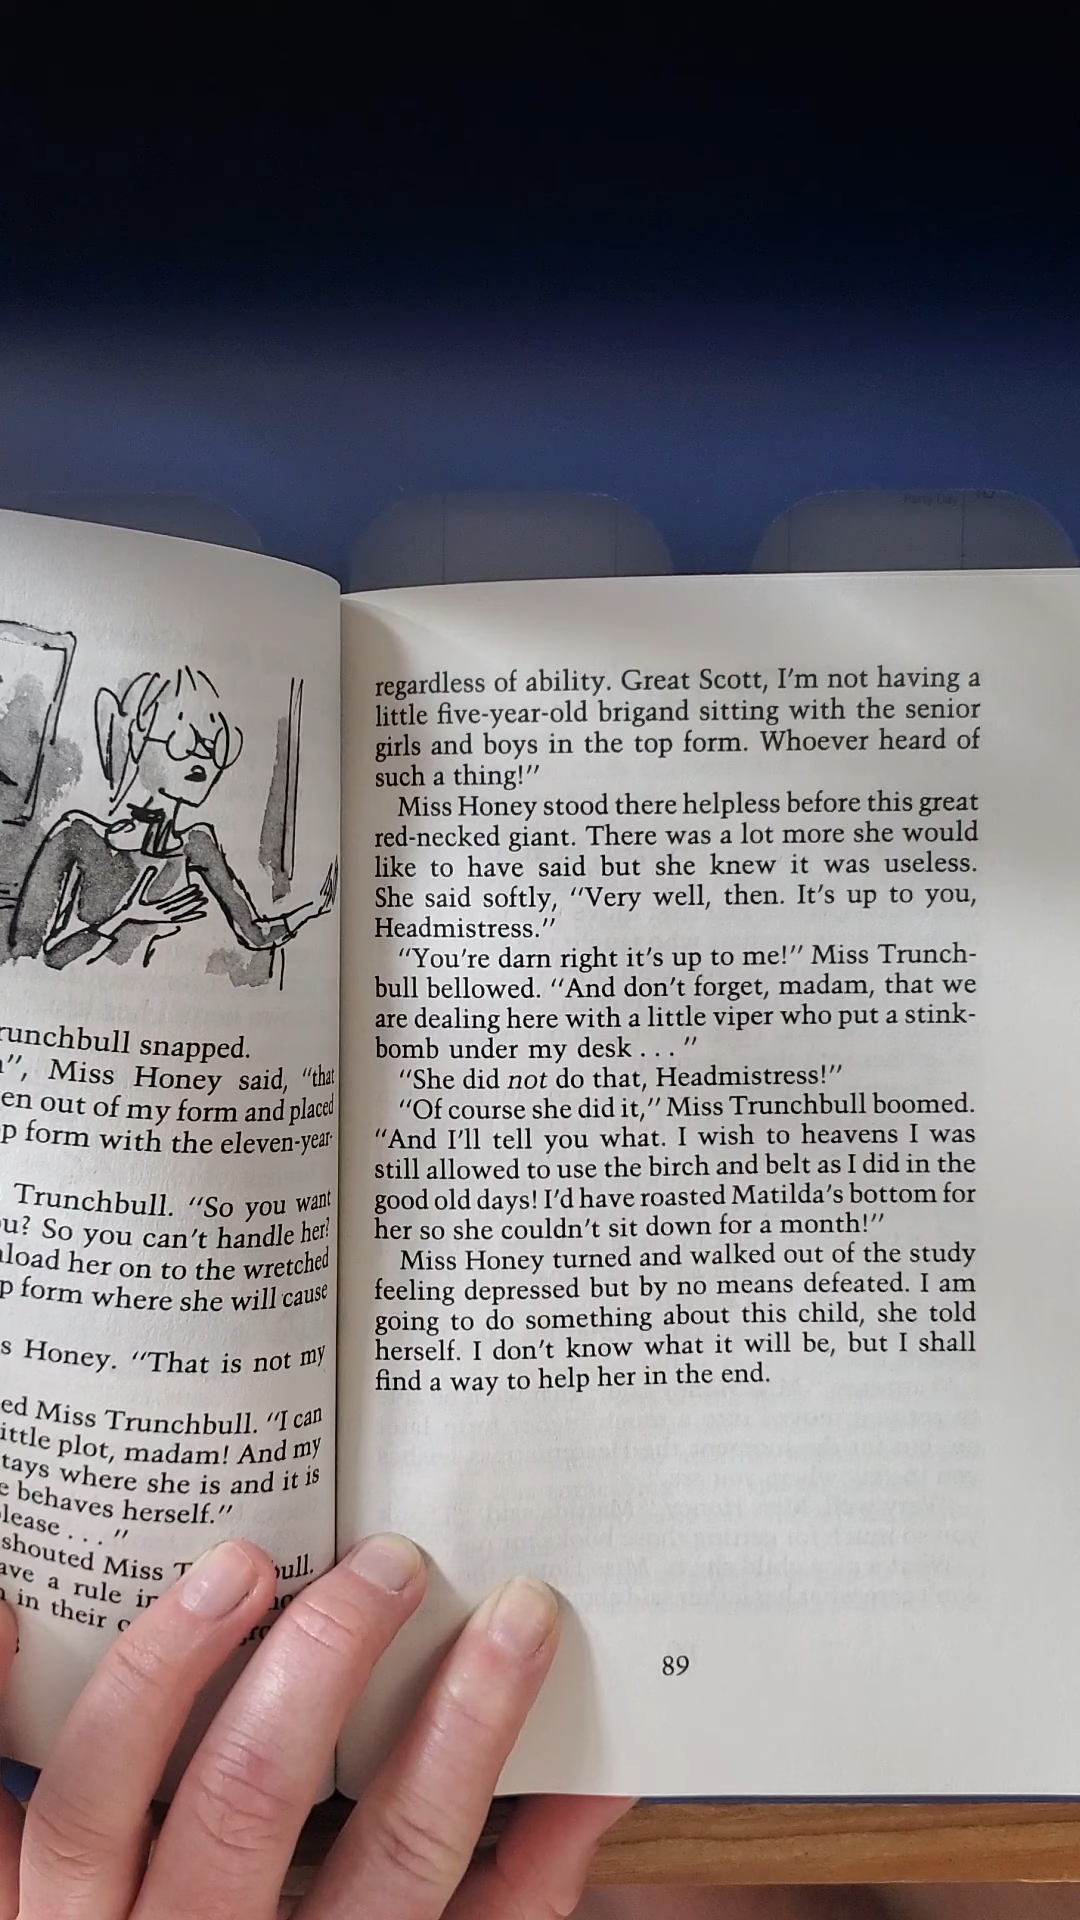 runchbull snapped.
Miss Honey said, “that
en out of my form and placed
p form with the eleven-year-
Trunchbull. “So you want
u? So you can't handle her?
load her on to the wretched
p form where she will cause
s Honey. “That is not my
ed Miss Trunchbull. “I can
ittle plot, madam! And my
tays where she is and it is
e behaves herself.”
lease . . . ”
shouted Miss T bull.
ave a rule in
in their
regardless of ability. Great Scott, I'm not having a
little five-year-old brigand sitting with the senior
girls and boys in the top form. Whoever heard of
such a thing!”
Miss Honey stood there helpless before this great
red-necked giant. There was a lot more she would
like to have said but she knew it was useless.
She said softly, “Very well, then. It's up to you,
Headmistress.”
“You're darn right it's up to me!” Miss Trunch-
bull bellowed. “And don't forget, madam, that we
are dealing here with a little viper who put a stink-
bomb under my desk . . . ”
“She did not do that, Headmistress!”
“Of course she did it,” Miss Trunchbull boomed.
“And I'll tell you what. I wish to heavens I was
still allowed to use the birch and belt as I did in the
good old days! I'd have roasted Matilda's bottom for
her so she couldn't sit down for a month!”
Miss Honey turned and walked out of the study
feeling depressed but by no means defeated. I am
going to do something about this child, she told
herself. I don't know what it will be, but I shall
find a way to help her in the end.
89